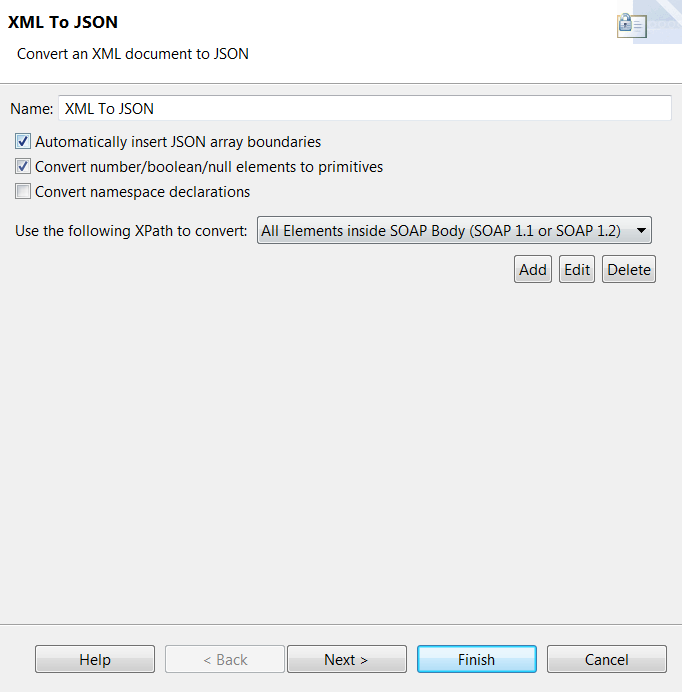 XML To JSON
Convert an XML document to JSON
Name: XML To JSON
Automatically insert JSON array boundaries
Convert number/boolean/null elements to primitives
Convert namespace declarations
Use the following XPath to convert: All Elements inside SOAP Body (SOAP 1.1 or SOAP 1.2)
Add Edit Delete
Help < Back Next > Finish Cancel